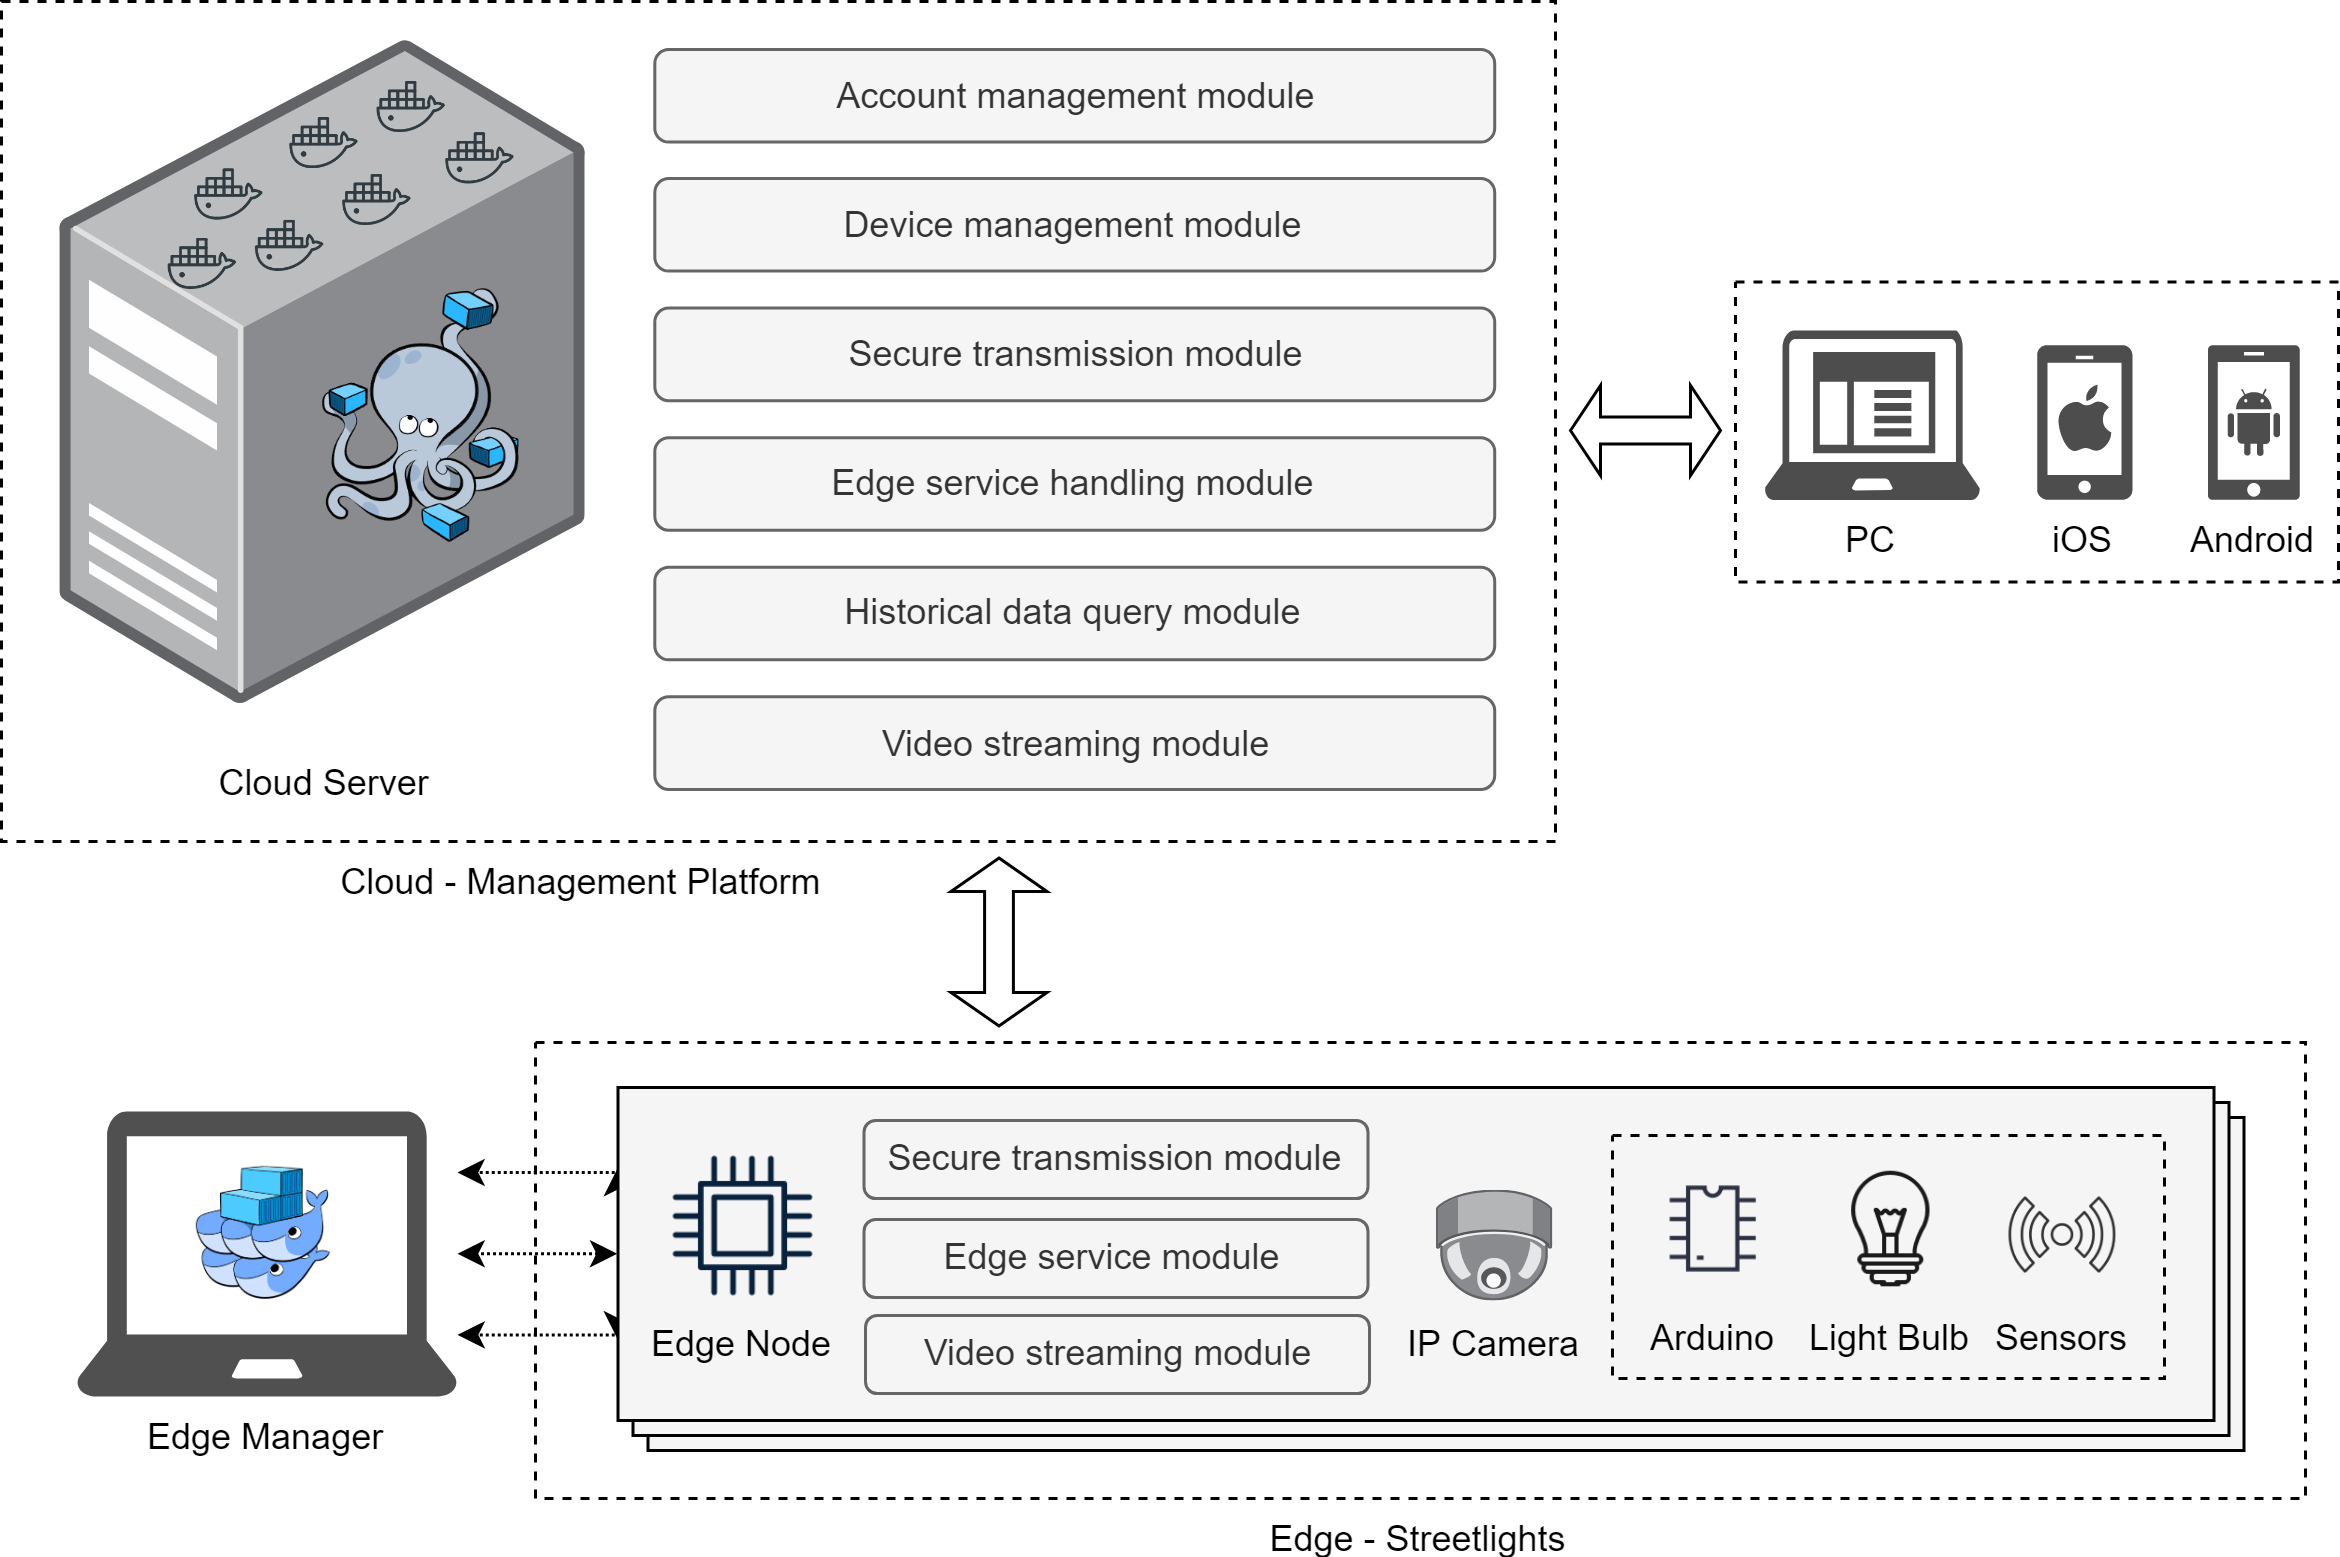 Account management module
Device management module
Secure transmission module
Edge service handling module
Historical data query module
Video streaming module
Cloud Server
Cloud - Management Platform
PC
iOS
Android
Edge Manager
Edge Node
Secure transmission module
Edge service module
Video streaming module
IP Camera
Arduino
Light Bulb
Sensors
Edge - Streetlights